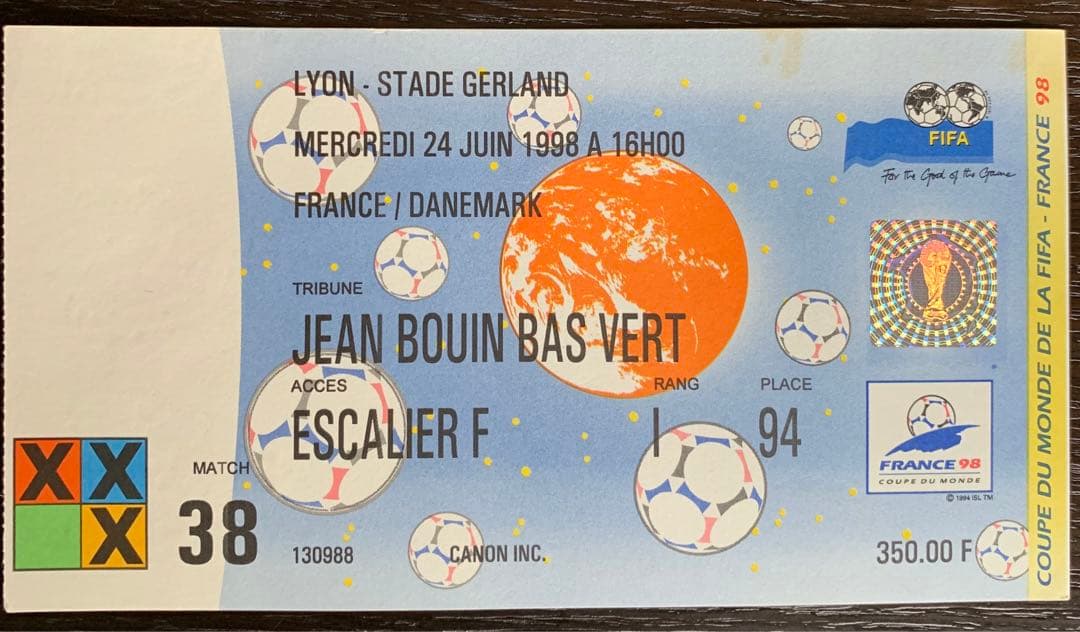 LYON - STADE GERLAND
MERCREDI 24 JUIN 1998 A 16H00
FRANCE / DANEMARK
TRIBUNE
JEAN BOUIN BAS VERT
ACCES RANG PLACE
ESCALIER F I 94
MATCH
38
130988 CANON INC. 350.00 F
X X
X
FIFA
For the Good of the Game
FRANCE 98
COUPE DU MONDE
© 1994 ISL TM
COUPE DU MONDE DE LA FIFA - FRANCE 98